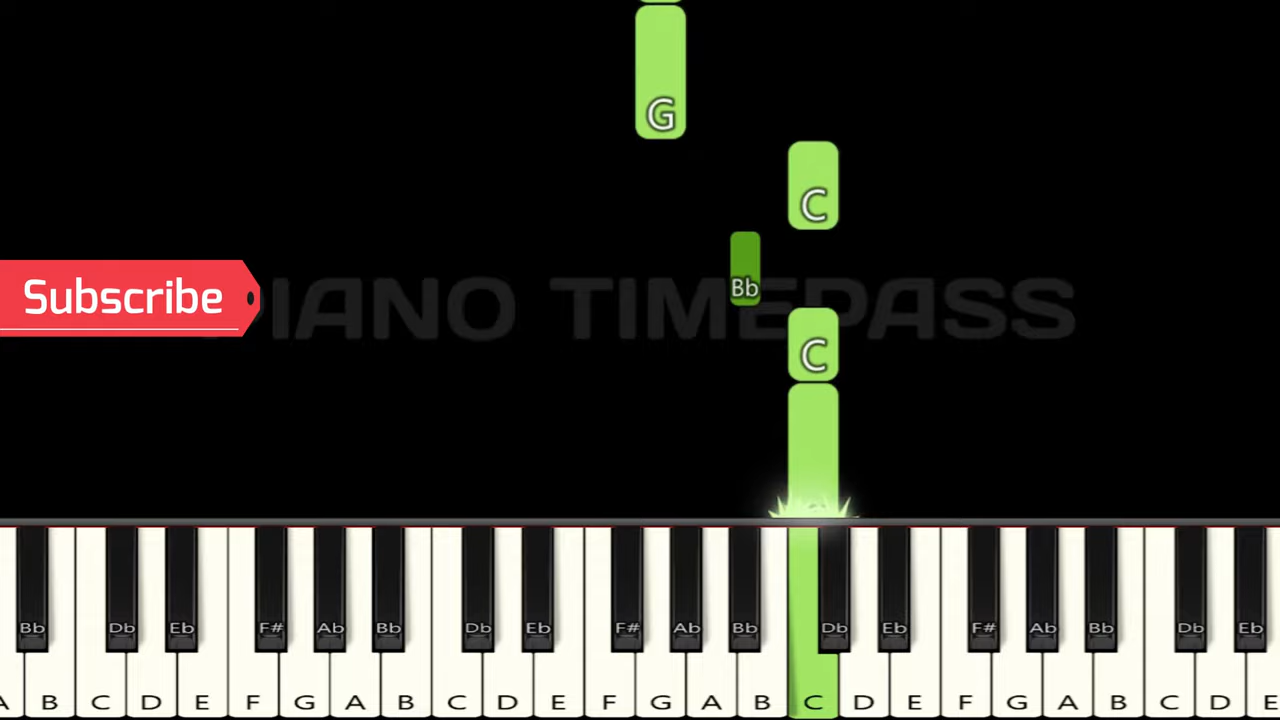 G
C
Bb
Subscribe
IANO TIMEPASS
C
Bb Db Eb F# Ab Bb Db Eb F# Ab Bb Db Eb F# Ab Bb Db Eb
A B C D E F G A B C D E F G A B C D E F G A B C D E